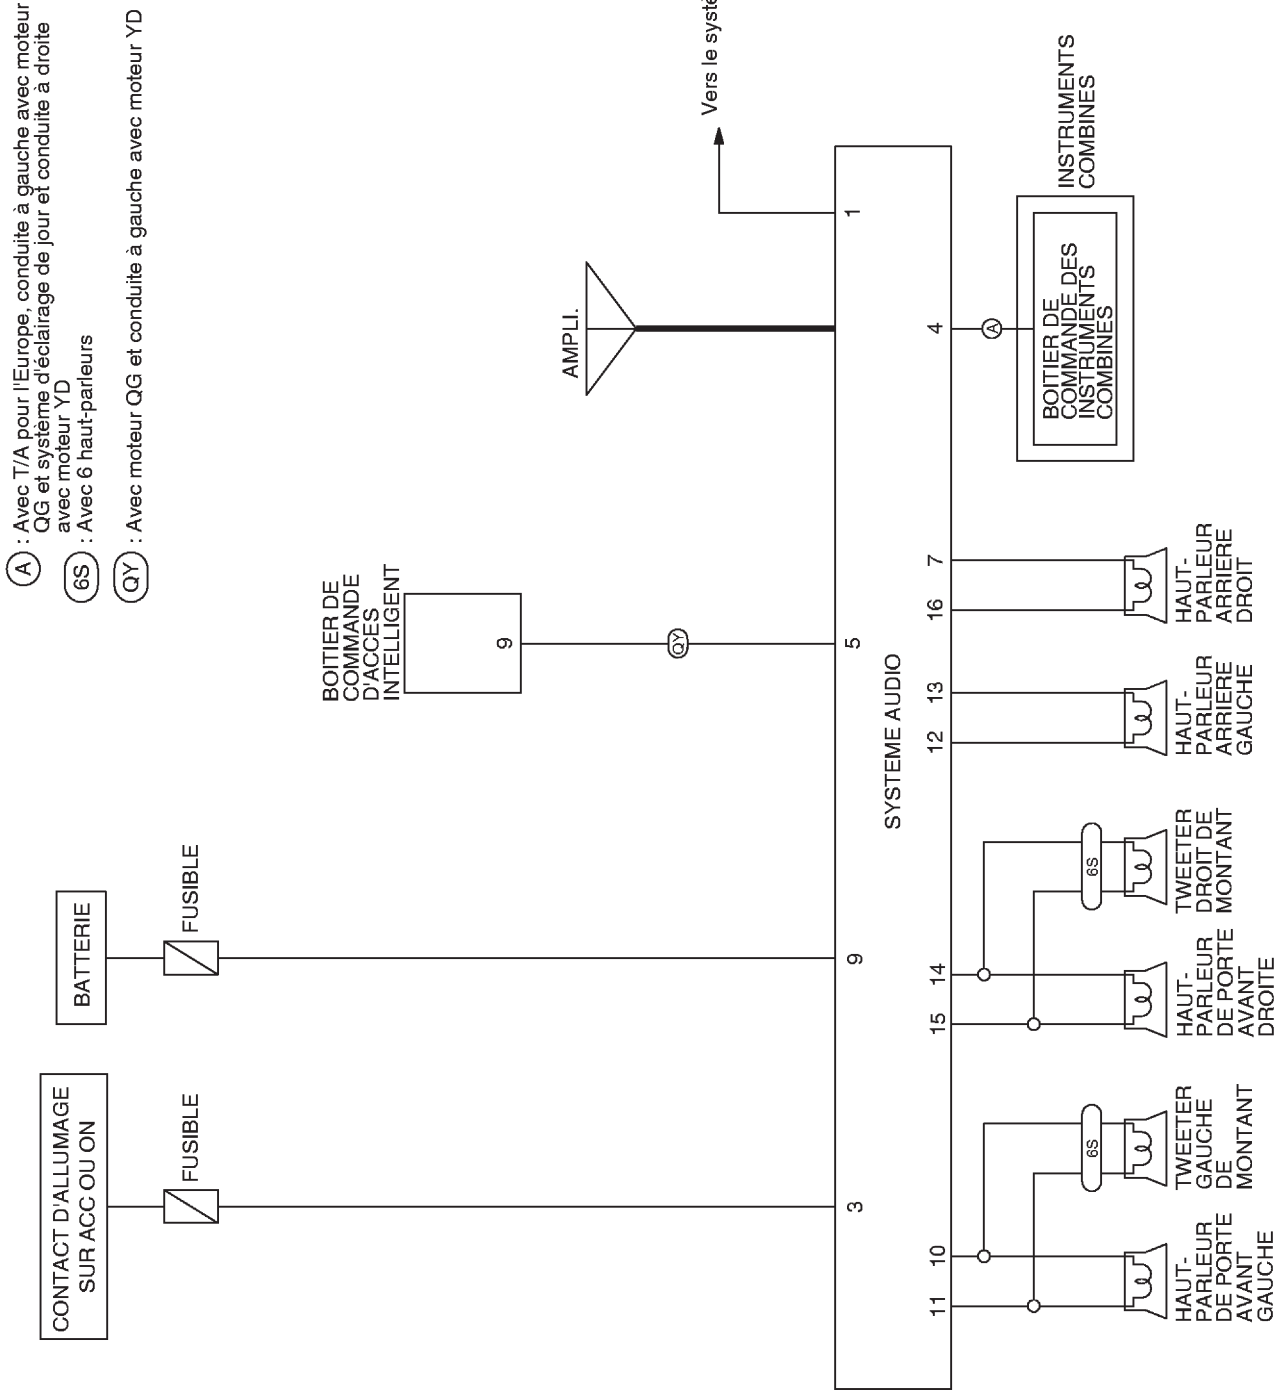 A : Avec T/A pour l'Europe, conduite à gauche avec moteur
QG et système d'éclairage de jour et conduite à droite
avec moteur YD
6S : Avec 6 haut-parleurs
QY : Avec moteur QG et conduite à gauche avec moteur YD
CONTACT D'ALLUMAGE
SUR ACC OU ON
BATTERIE
FUSIBLE
FUSIBLE
BOITIER DE
COMMANDE
D'ACCES
INTELLIGENT
9
QY
AMPLI.
Vers le systè
3
9
5
1
SYSTEME AUDIO
11
10
15
14
12
13
16
7
4
A
6S
6S
HAUT-
PARLEUR
DE PORTE
AVANT
GAUCHE
TWEETER
GAUCHE
DE
MONTANT
HAUT-
PARLEUR
DE PORTE
AVANT
DROITE
TWEETER
DROIT DE
MONTANT
HAUT-
PARLEUR
ARRIERE
GAUCHE
HAUT-
PARLEUR
ARRIERE
DROIT
BOITIER DE
COMMANDE DES
INSTRUMENTS
COMBINES
INSTRUMENTS
COMBINES